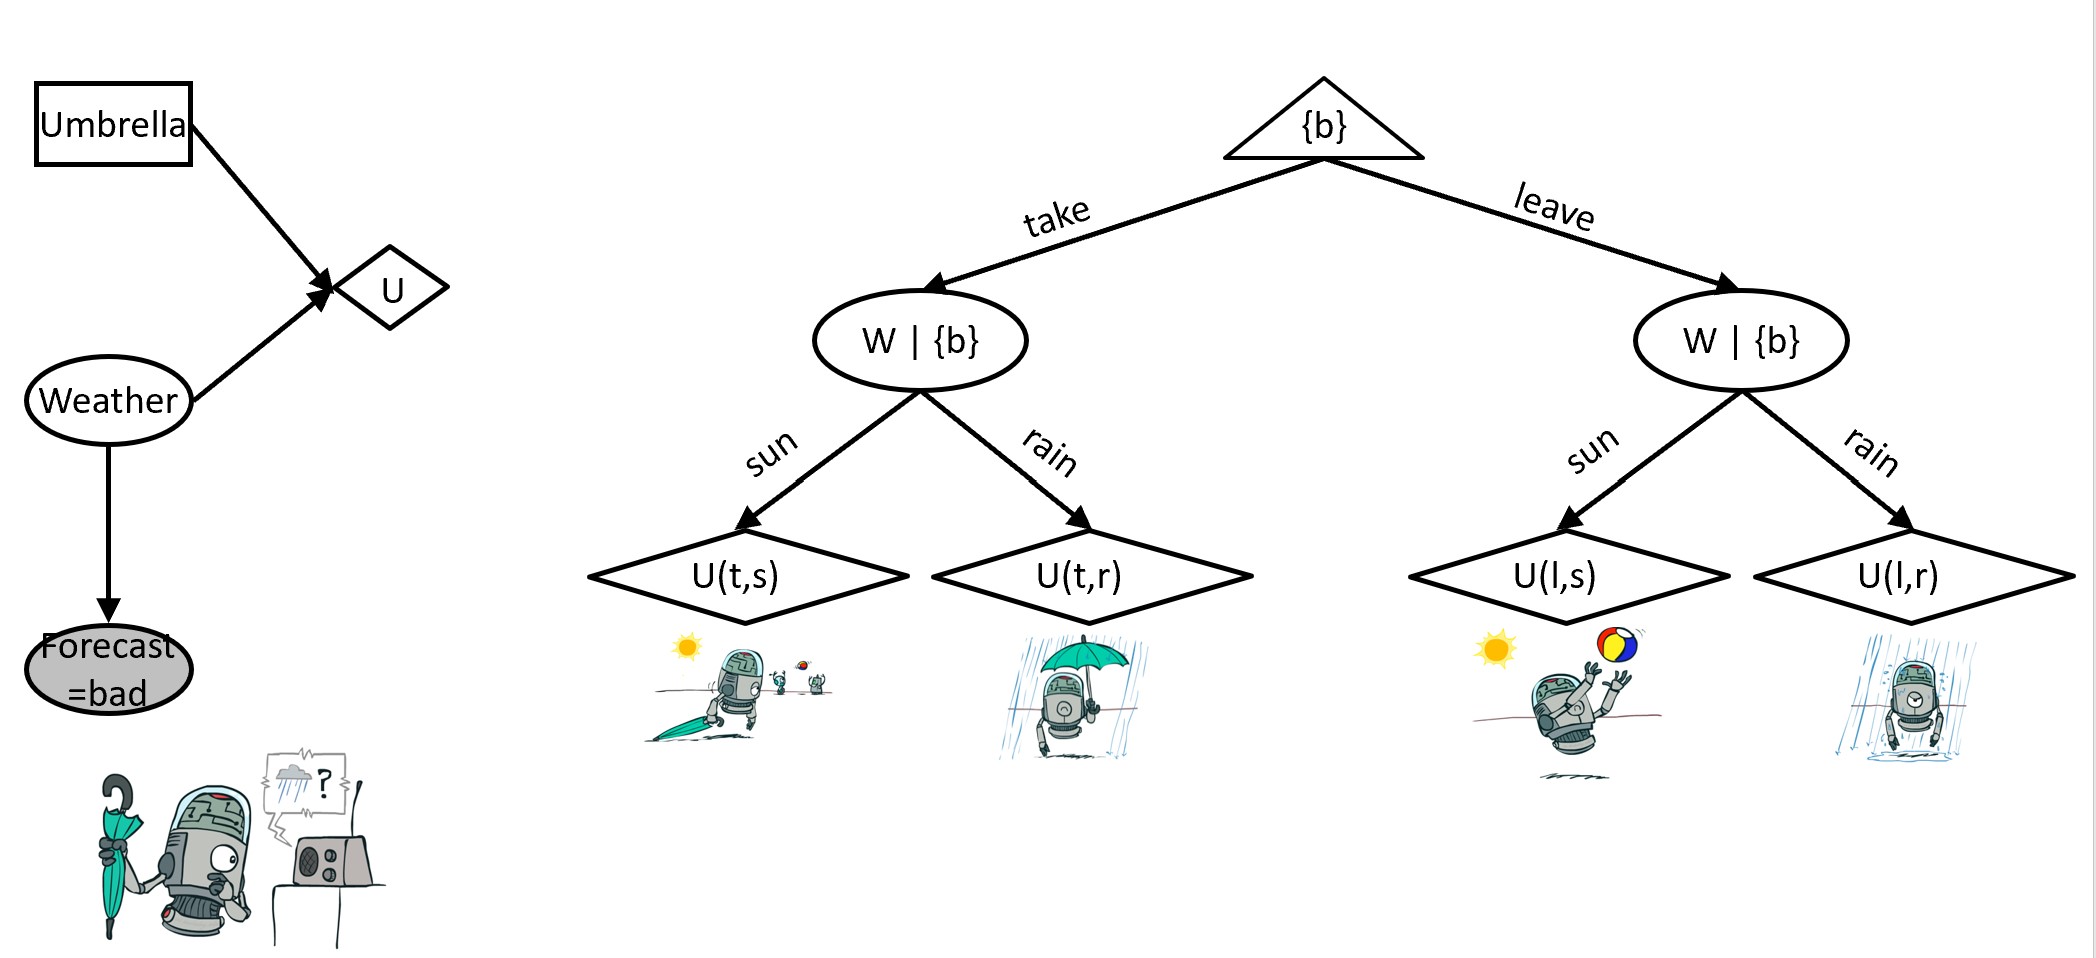 Umbrella
U
Weather
Forecast
=bad
?
{b}
take
leave
W | {b}
W | {b}
sun
rain
sun
rain
U(t,s)
U(t,r)
U(l,s)
U(l,r)